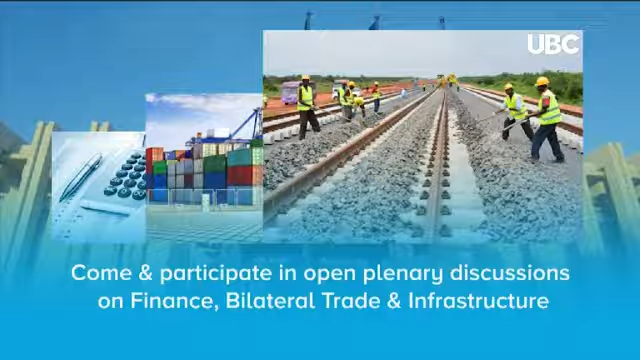 UBC
Come & participate in open plenary discussions
on Finance, Bilateral Trade & Infrastructure